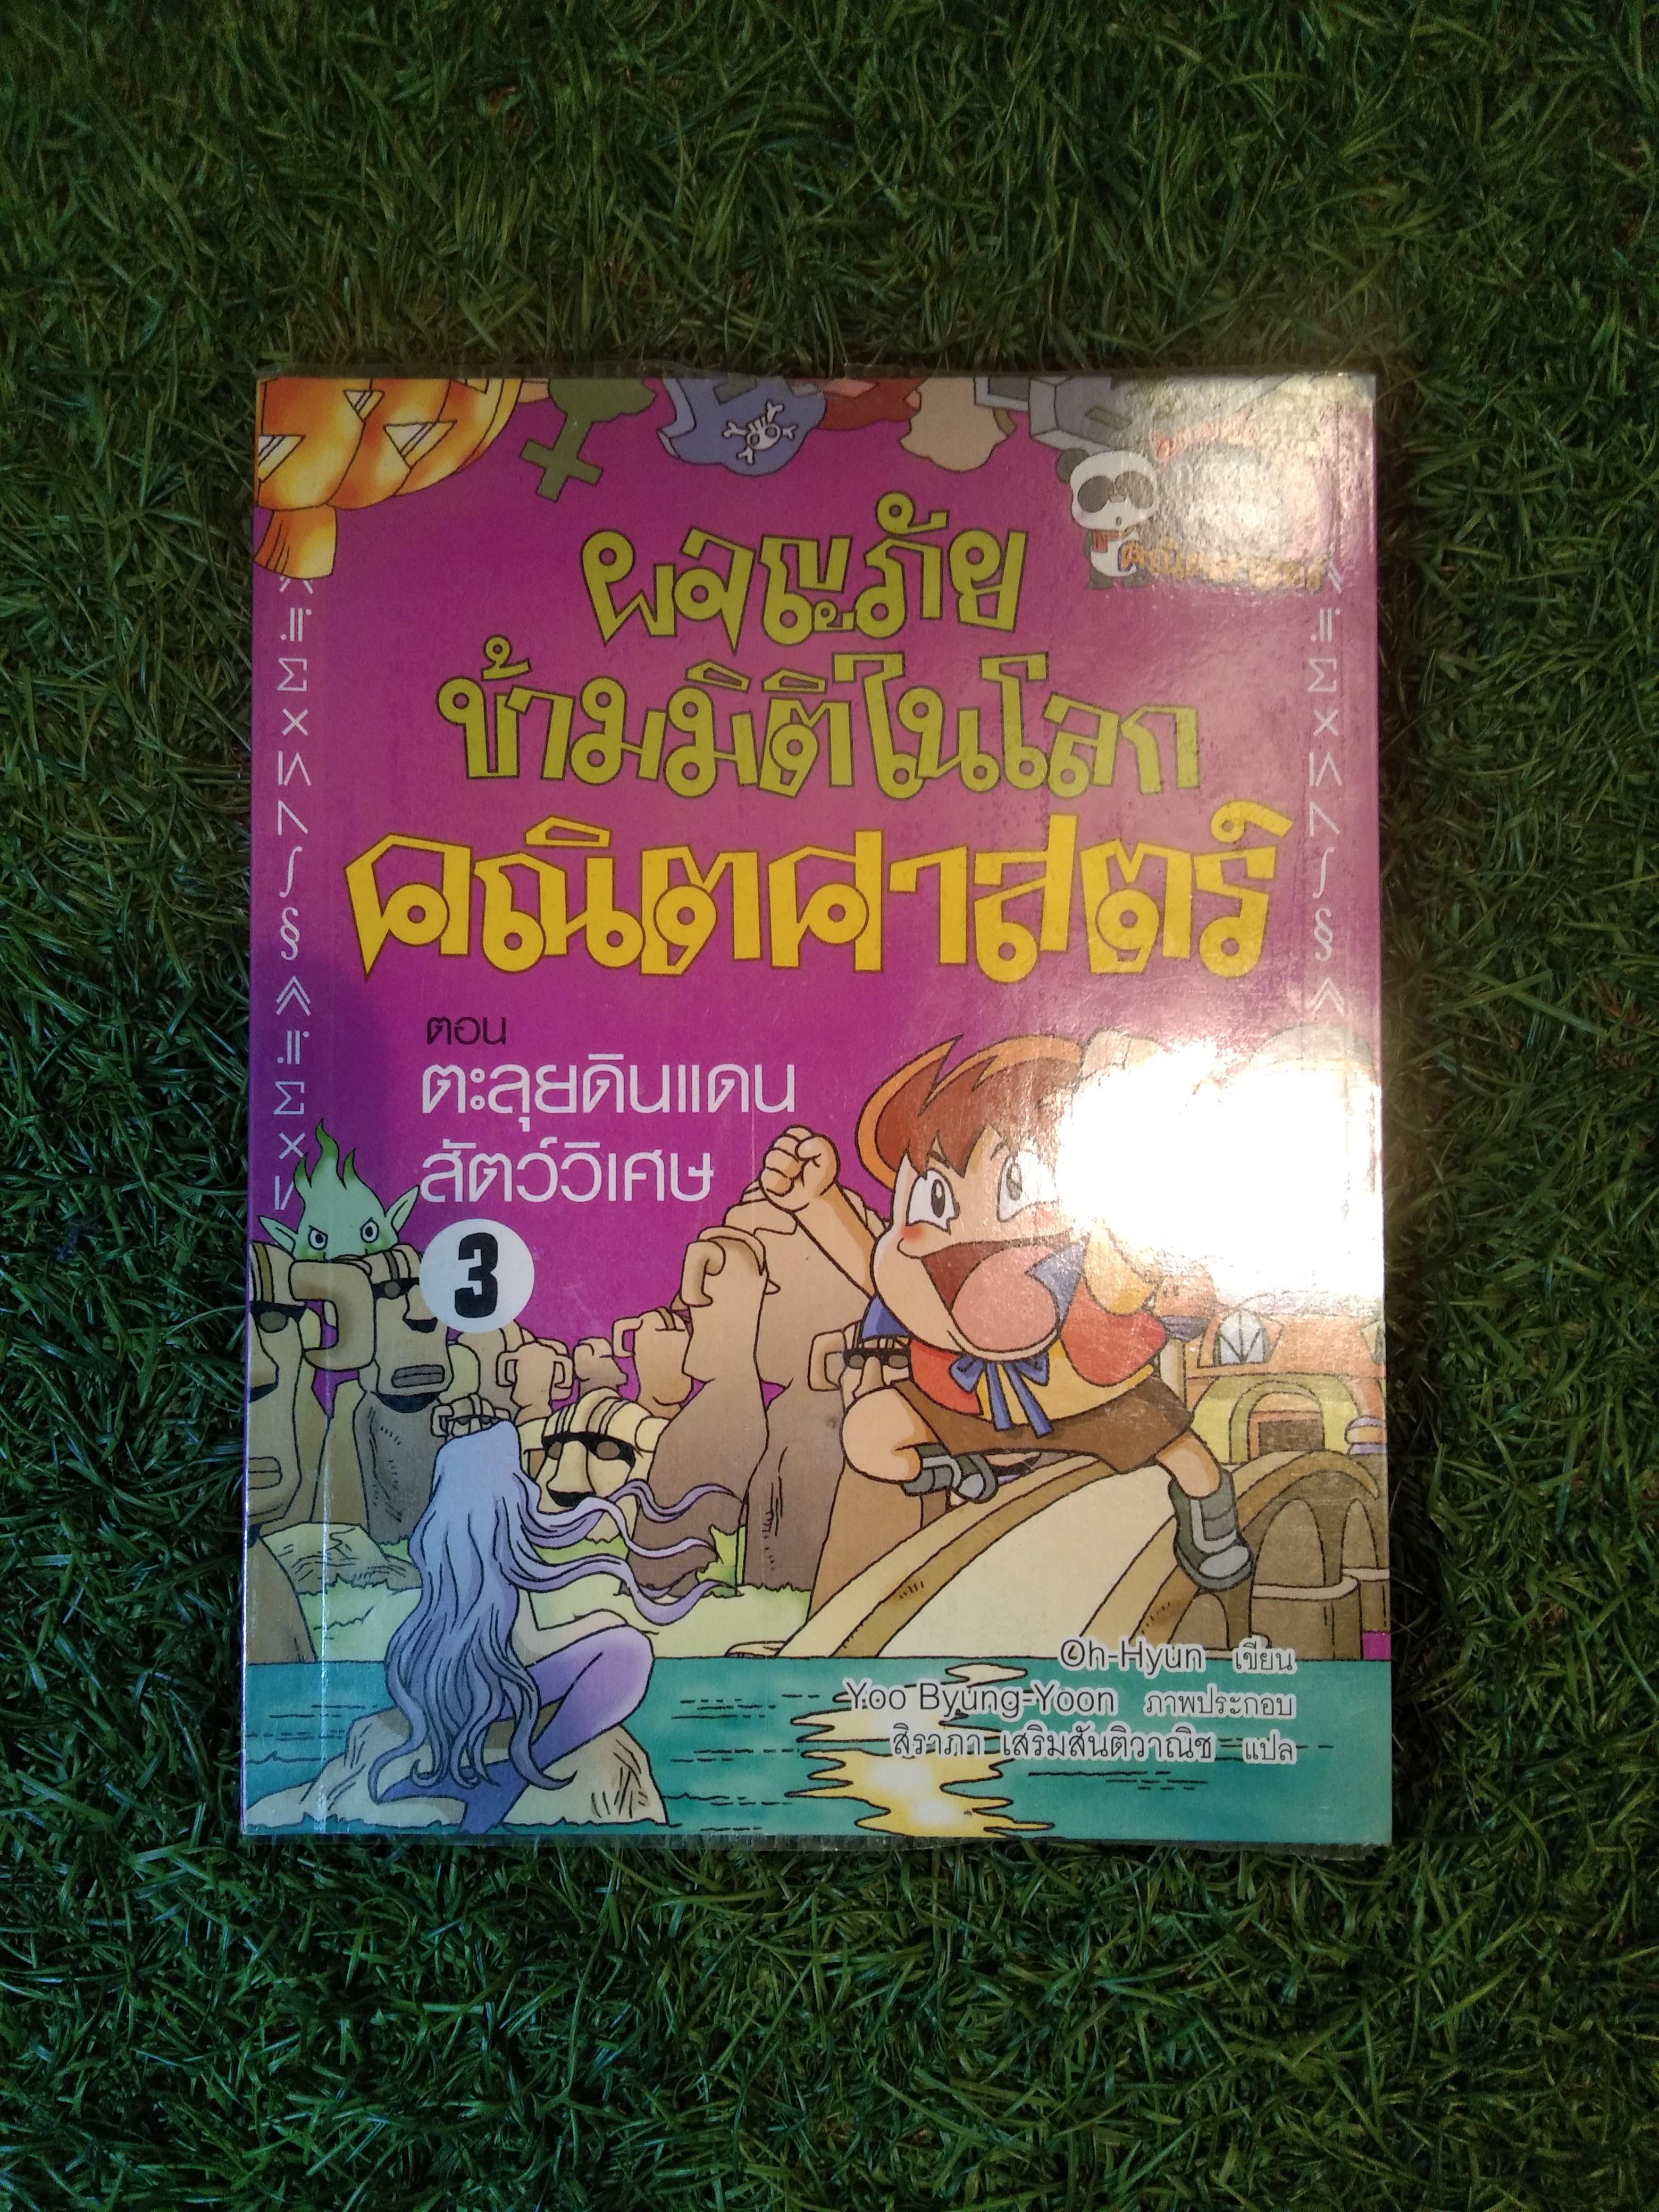 ผจญภัย
ข้ามมิติในโลก
คณิตศาสตร์
ตอน
ตะลุยดินแดน
สัตว์วิเศษ
3
Oh-Hyun เขียน
Yoo Byung-Yoon ภาพประกอบ
สิราภา เสริมสันติวาณิช แปล